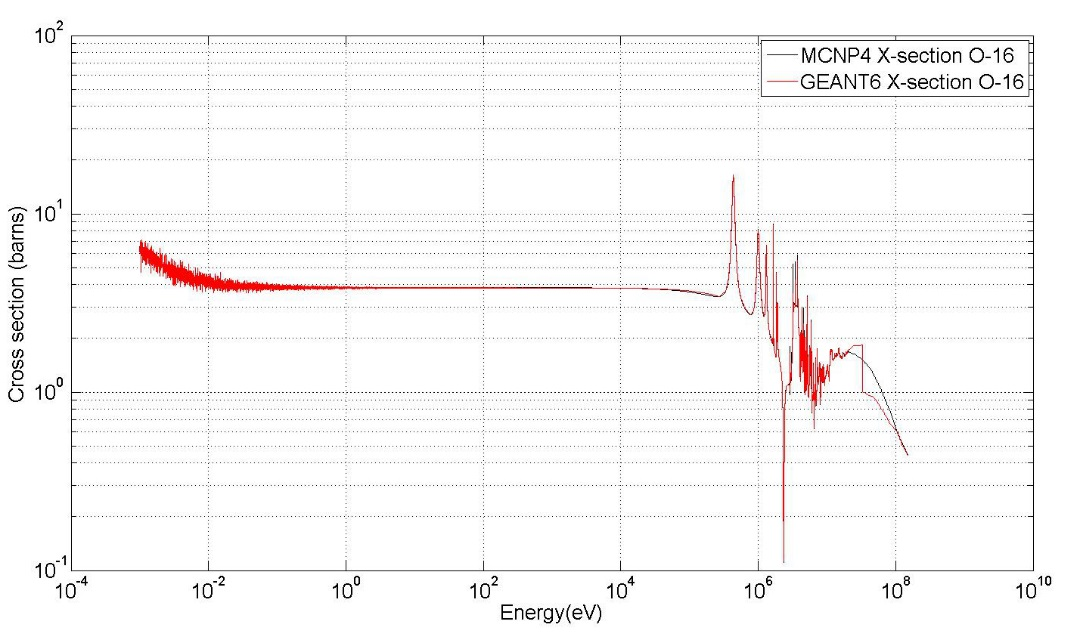 MCNP4 X-section O-16
GEANT6 X-section O-16
Cross section (barns)
10^2
10^1
10^0
10^-1
10^-4 10^-2 10^0 10^2 10^4 10^6 10^8 10^10
Energy(eV)